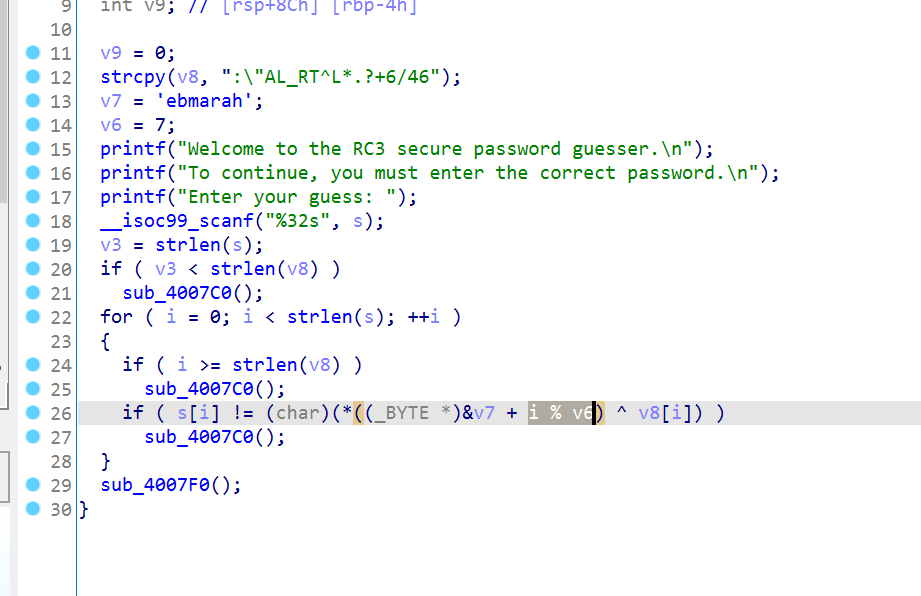 9 int v9; // [rsp+8Ch] [rbp-4h]
10
11 v9 = 0;
12 strcpy(v8, ":\"AL_RT^L*.?+6/46");
13 v7 = 'ebmarah';
14 v6 = 7;
15 printf("Welcome to the RC3 secure password guesser.\n");
16 printf("To continue, you must enter the correct password.\n");
17 printf("Enter your guess: ");
18 __isoc99_scanf("%32s", s);
19 v3 = strlen(s);
20 if ( v3 < strlen(v8) )
21 sub_4007C0();
22 for ( i = 0; i < strlen(s); ++i )
23 {
24 if ( i >= strlen(v8) )
25 sub_4007C0();
26 if ( s[i] != (char)(*((_BYTE *)&v7 + i % v6) ^ v8[i]) )
27 sub_4007C0();
28 }
29 sub_4007F0();
30 }